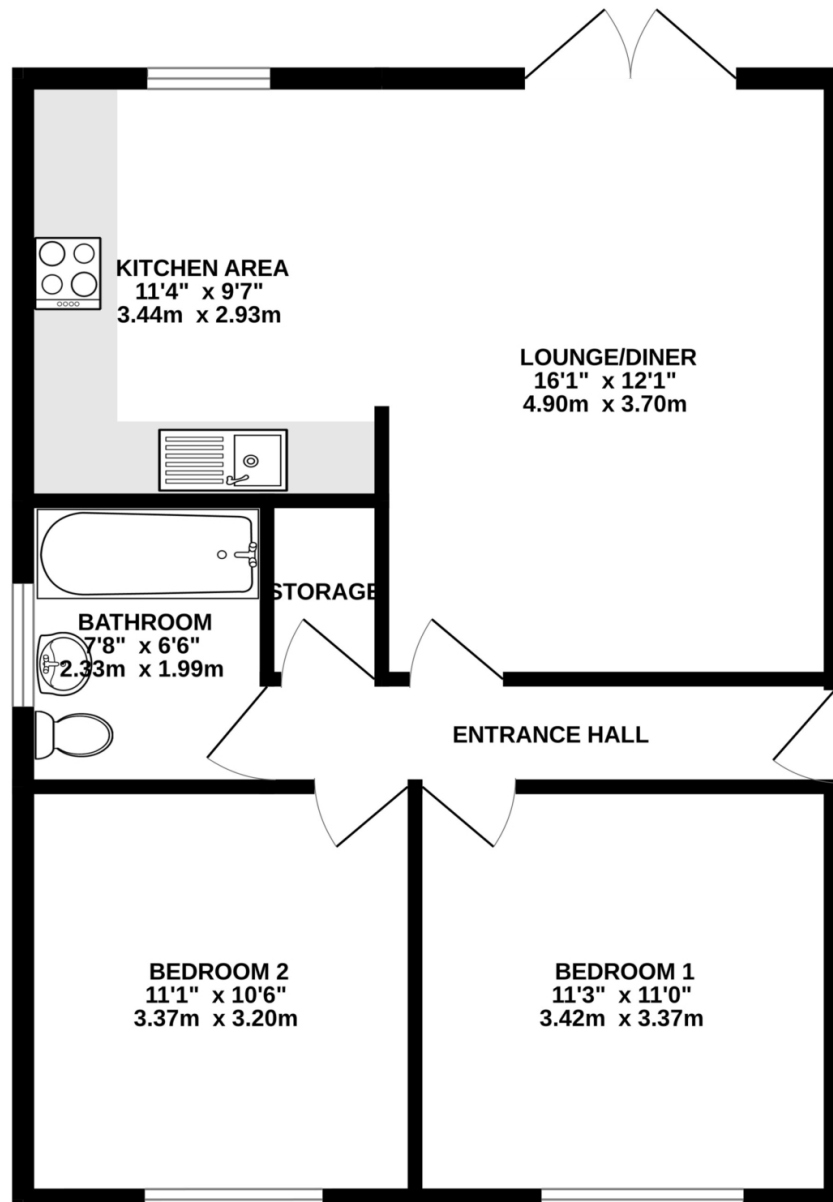 KITCHEN AREA
11'4" x 9'7"
3.44m x 2.93m
LOUNGE/DINER
16'1" x 12'1"
4.90m x 3.70m
STORAGE
BATHROOM
7'8" x 6'6"
2.33m x 1.99m
ENTRANCE HALL
BEDROOM 2
11'1" x 10'6"
3.37m x 3.20m
BEDROOM 1
11'3" x 11'0"
3.42m x 3.37m